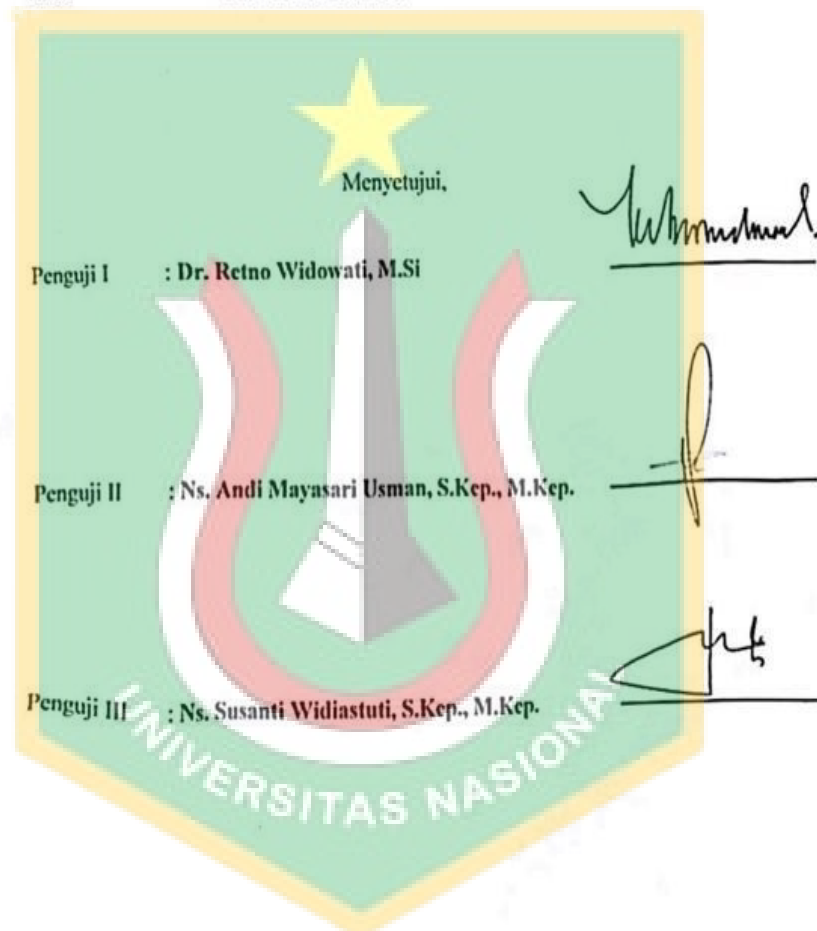 Menyetujui,
Penguji I : Dr. Retno Widowati, M.Si
Penguji II : Ns. Andi Mayasari Usman, S.Kep., M.Kep.
Penguji III : Ns. Susanti Widiastuti, S.Kep., M.Kep.
UNIVERSITAS NASIONAL